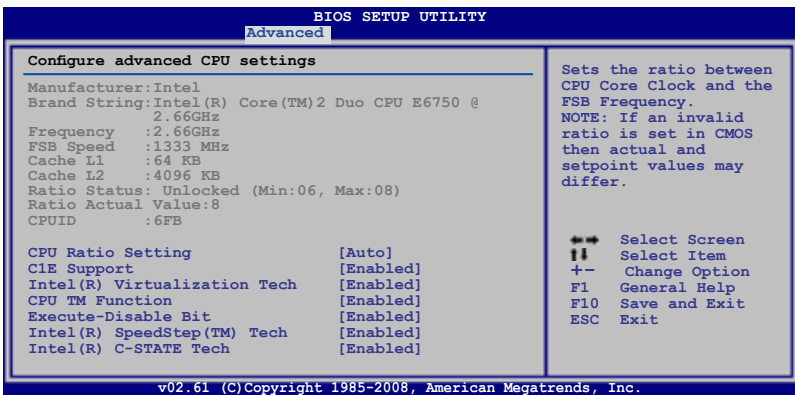 BIOS SETUP UTILITY
Advanced
Configure advanced CPU settings
Manufacturer:Intel
Brand String:Intel(R) Core(TM)2 Duo CPU E6750 @
2.66GHz
Frequency :2.66GHz
FSB Speed :1333 MHz
Cache L1 :64 KB
Cache L2 :4096 KB
Ratio Status: Unlocked (Min:06, Max:08)
Ratio Actual Value:8
CPUID :6FB
CPU Ratio Setting [Auto]
C1E Support [Enabled]
Intel(R) Virtualization Tech [Enabled]
CPU TM Function [Enabled]
Execute-Disable Bit [Enabled]
Intel(R) SpeedStep(TM) Tech [Enabled]
Intel(R) C-STATE Tech [Enabled]
Sets the ratio between
CPU Core Clock and the
FSB Frequency.
NOTE: If an invalid
ratio is set in CMOS
then actual and
setpoint values may
differ.
←→ Select Screen
↑↓ Select Item
+- Change Option
F1 General Help
F10 Save and Exit
ESC Exit
v02.61 (C)Copyright 1985-2008, American Megatrends, Inc.